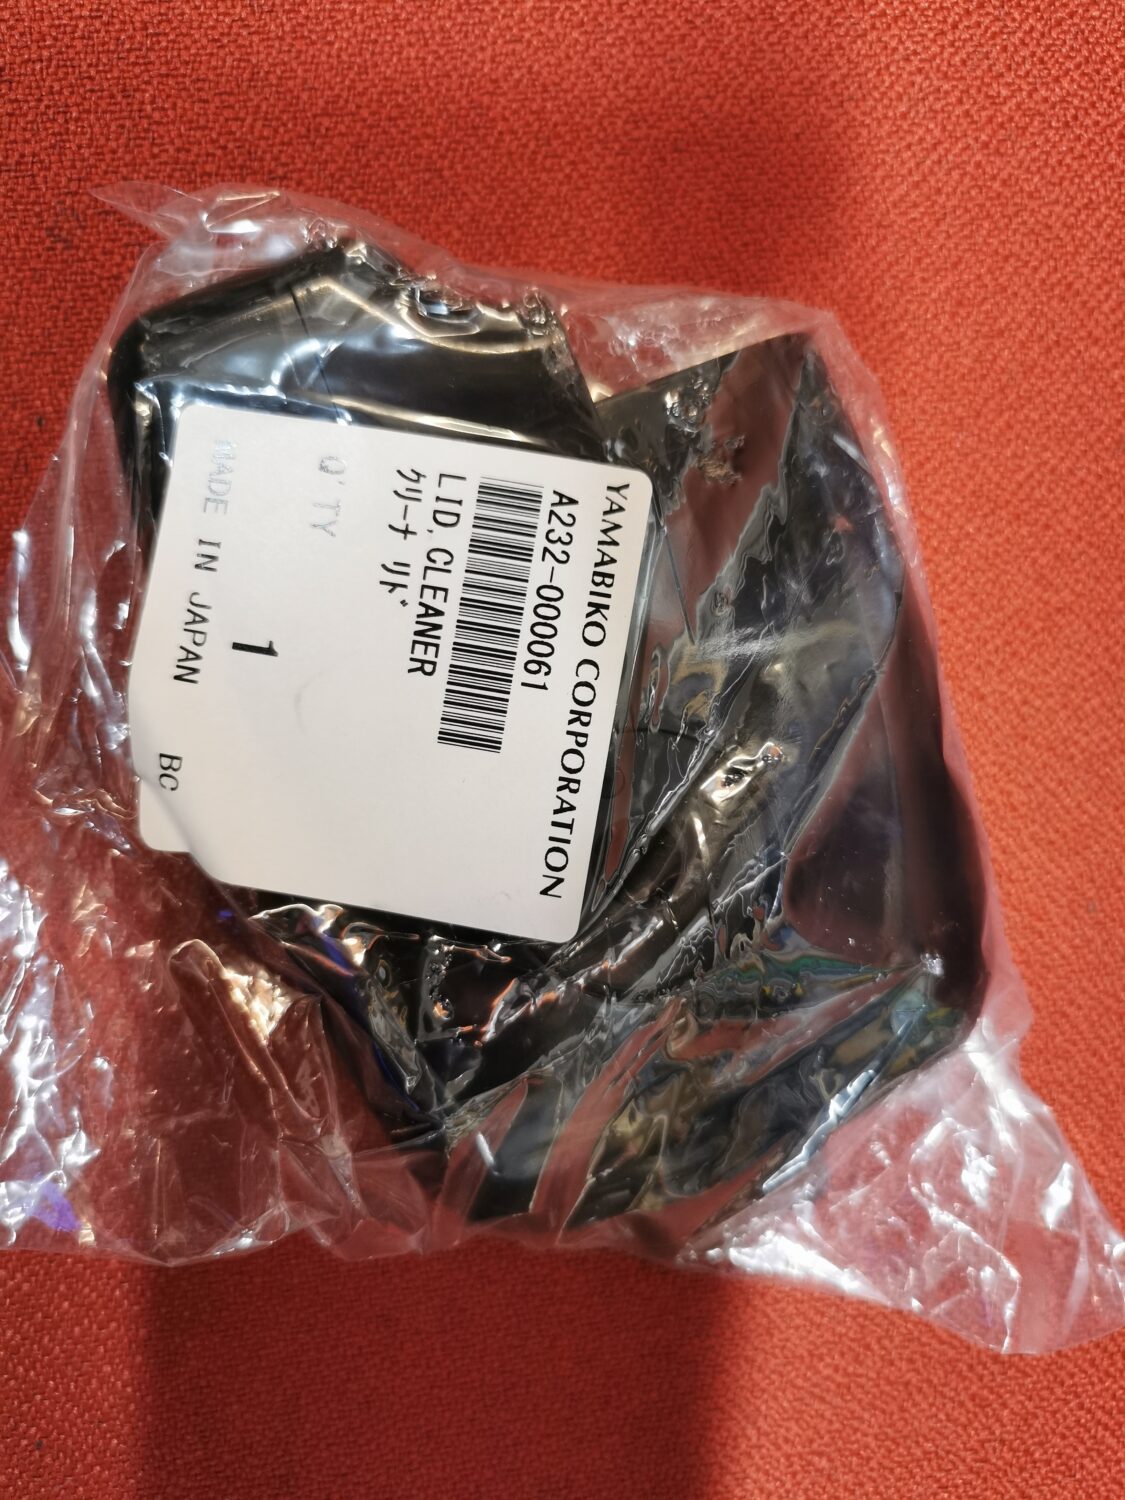 YAMABIKO CORPORATION
A232-000061
LID,CLEANER
クリーナ リド
Q'TY
1
MADE IN JAPAN BC